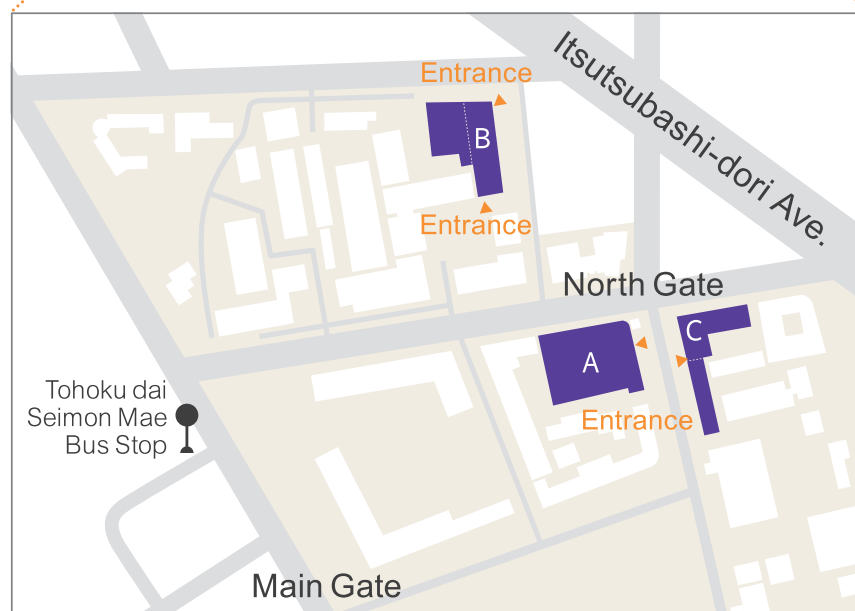 Itsutsubashi-dori Ave.
Entrance
B
Entrance
North Gate
C
A
Entrance
Tohoku dai
Seimon Mae
Bus Stop
Main Gate